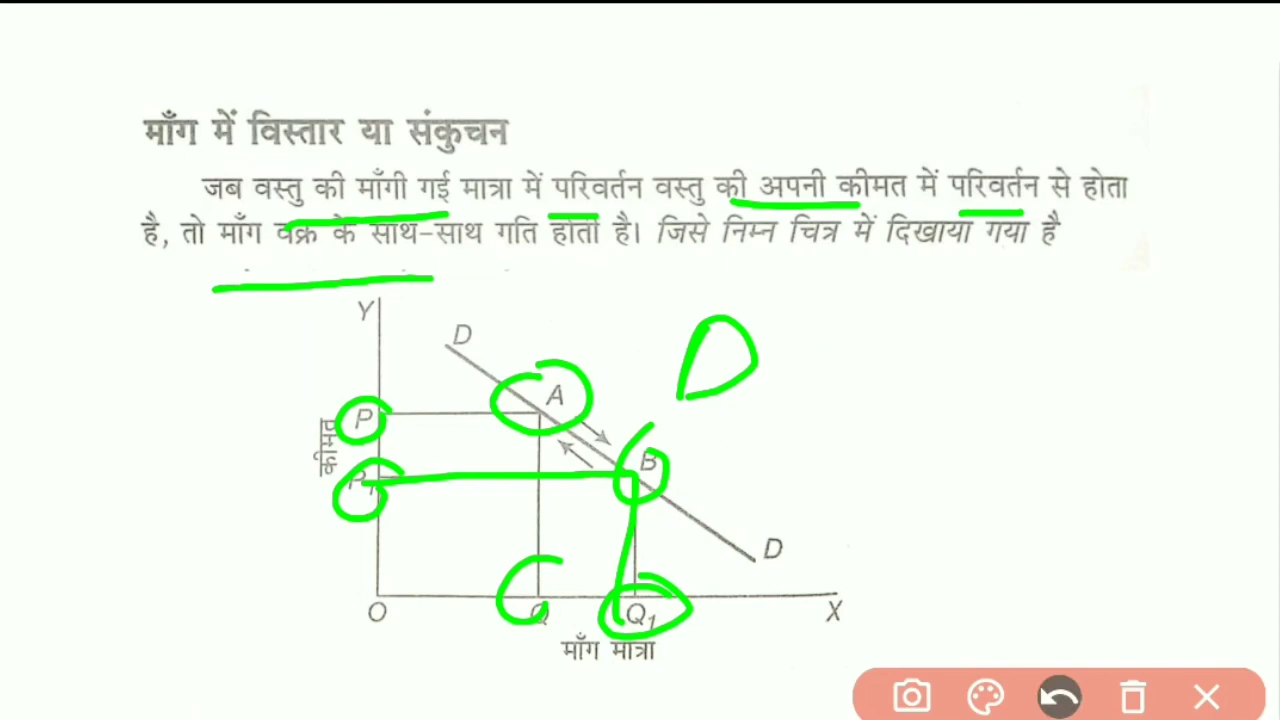 माँग में विस्तार या संकुचन
जब वस्तु की माँगी गई मात्रा में परिवर्तन वस्तु की अपनी कीमत में परिवर्तन से होता
है, तो माँग वक्र के साथ-साथ गति होती है। जिसे निम्न चित्र में दिखाया गया है
Y
D
A
P
कीमत
B
P₁
D
D
O
Q
Q₁
X
माँग मात्रा